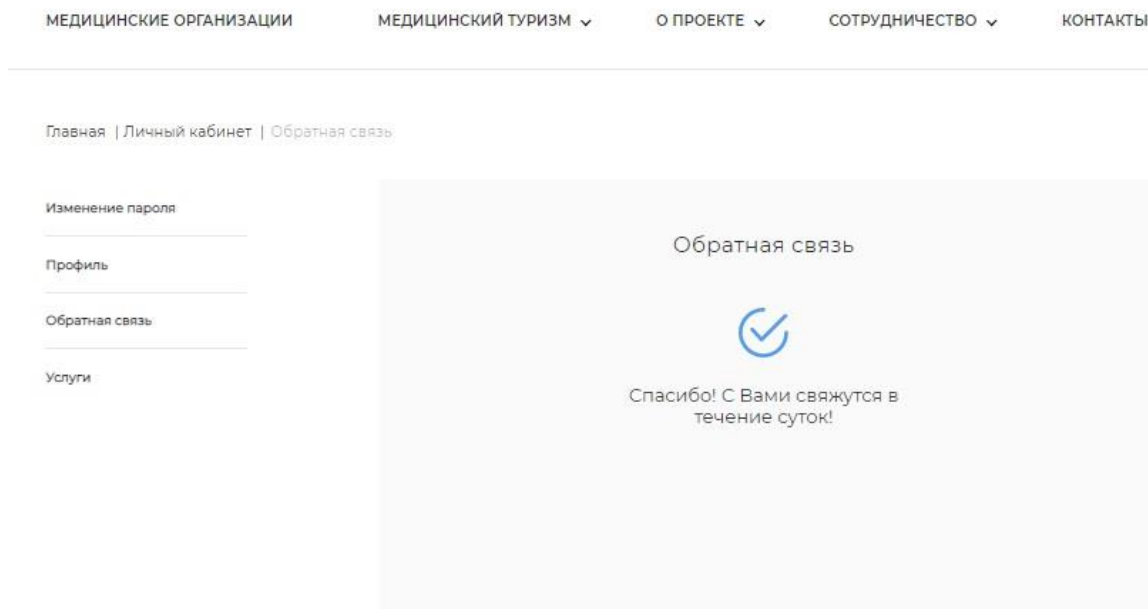 МЕДИЦИНСКИЕ ОРГАНИЗАЦИИ МЕДИЦИНСКИЙ ТУРИЗМ О ПРОЕКТЕ СОТРУДНИЧЕСТВО КОНТАКТЫ
Главная | Личный кабинет | Обратная связь
Изменение пароля
Профиль
Обратная связь
Услуги
Обратная связь
Спасибо! С Вами свяжутся в
течение суток!